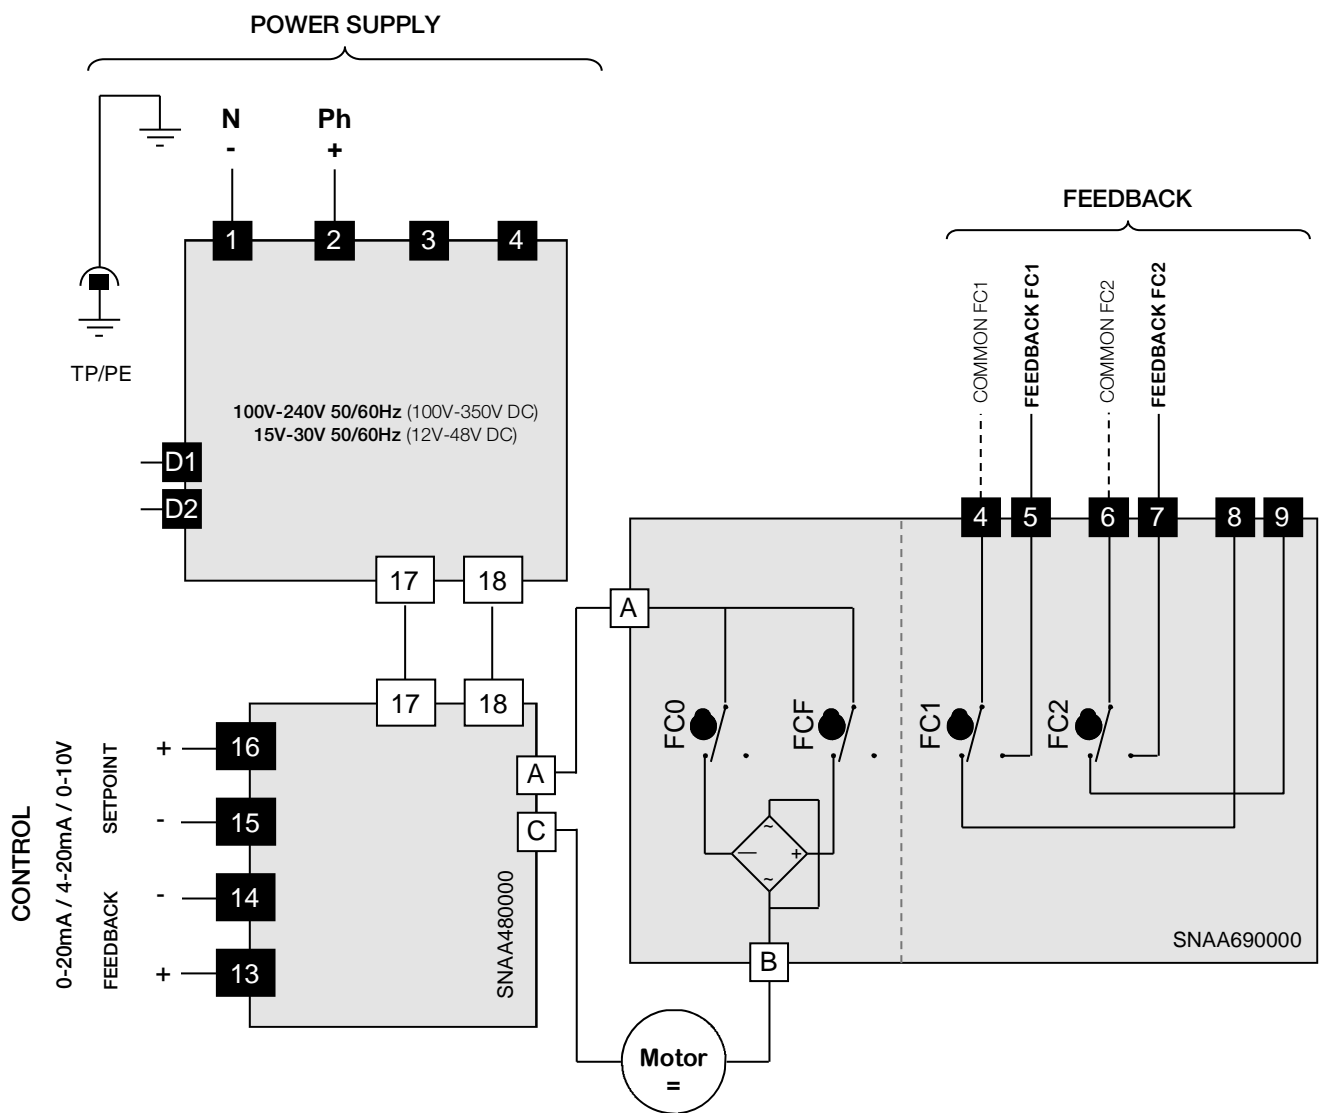 POWER SUPPLY
N
-
Ph
+
1
2
3
4
TP/PE
100V-240V 50/60Hz (100V-350V DC)
15V-30V 50/60Hz (12V-48V DC)
D1
D2
17
18
17
18
CONTROL
0-20mA / 4-20mA / 0-10V
SETPOINT
FEEDBACK
+
16
-
15
-
14
+
13
A
C
SNAA480000
FEEDBACK
COMMON FC1
FEEDBACK FC1
COMMON FC2
FEEDBACK FC2
4
5
6
7
8
9
A
FC0
FCF
FC1
FC2
~
—
+
~
SNAA690000
B
Motor
=